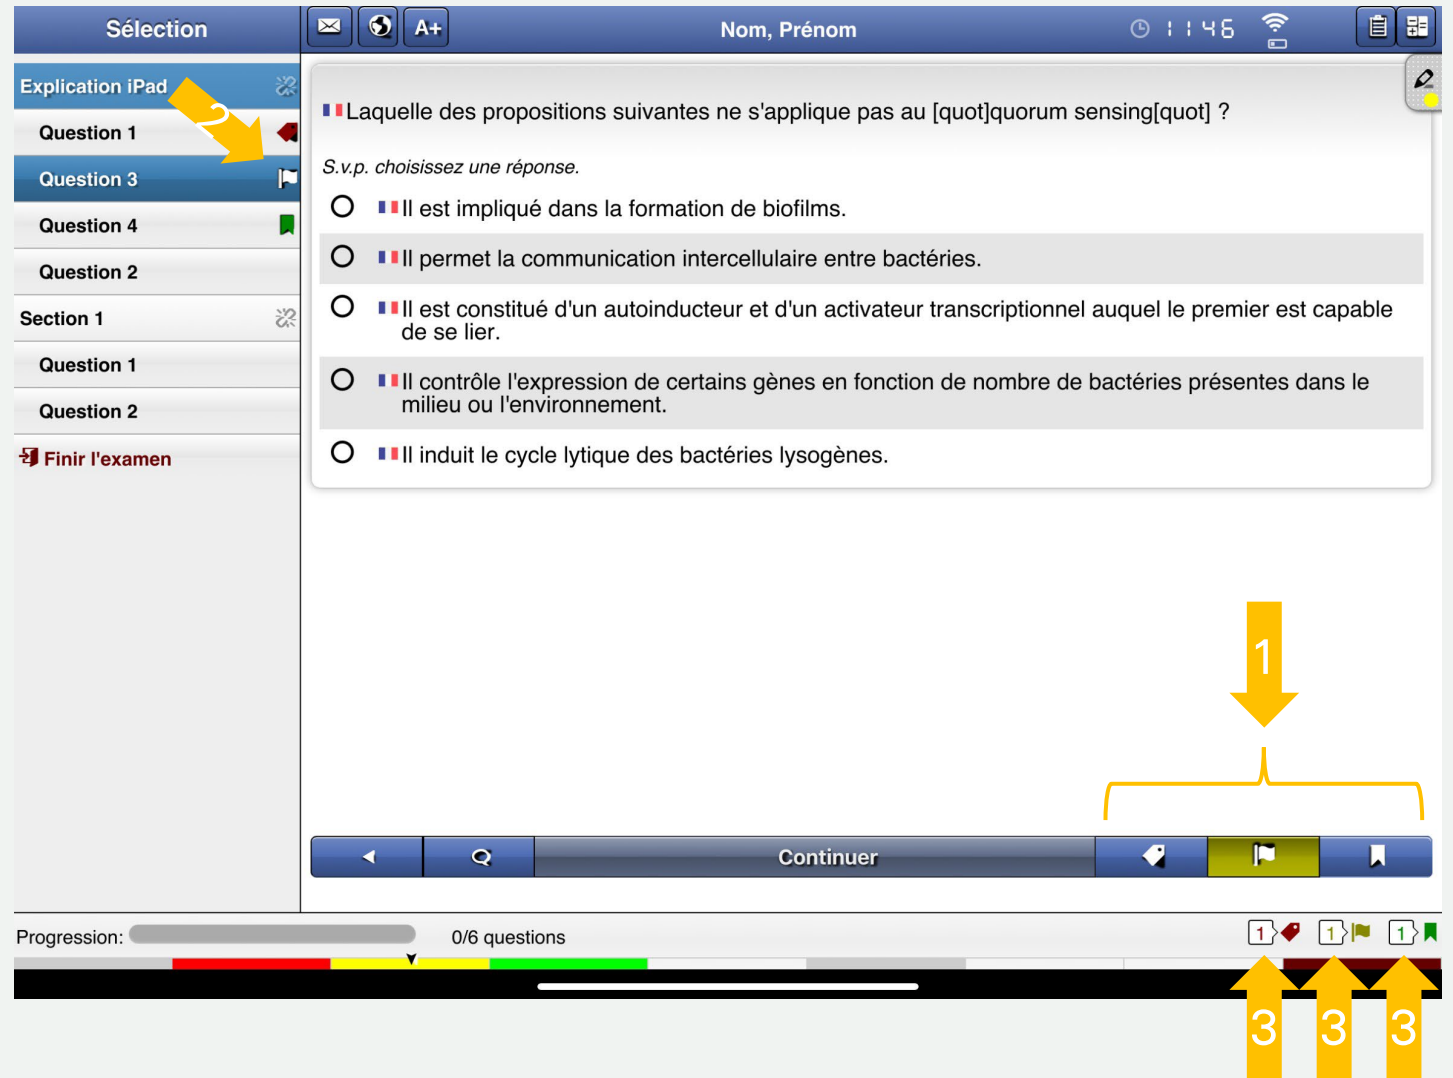 Sélection
A+
Nom, Prénom
1146
Explication iPad
2
Question 1
Question 3
Question 4
Question 2
Section 1
Question 1
Question 2
Finir l'examen
Laquelle des propositions suivantes ne s'applique pas au [quot]quorum sensing[quot] ?
S.v.p. choisissez une réponse.
Il est impliqué dans la formation de biofilms.
Il permet la communication intercellulaire entre bactéries.
Il est constitué d'un autoinducteur et d'un activateur transcriptionnel auquel le premier est capable
de se lier.
Il contrôle l'expression de certains gènes en fonction de nombre de bactéries présentes dans le
milieu ou l'environnement.
Il induit le cycle lytique des bactéries lysogènes.
1
Continuer
Progression:
0/6 questions
1 1 1
3 3 3